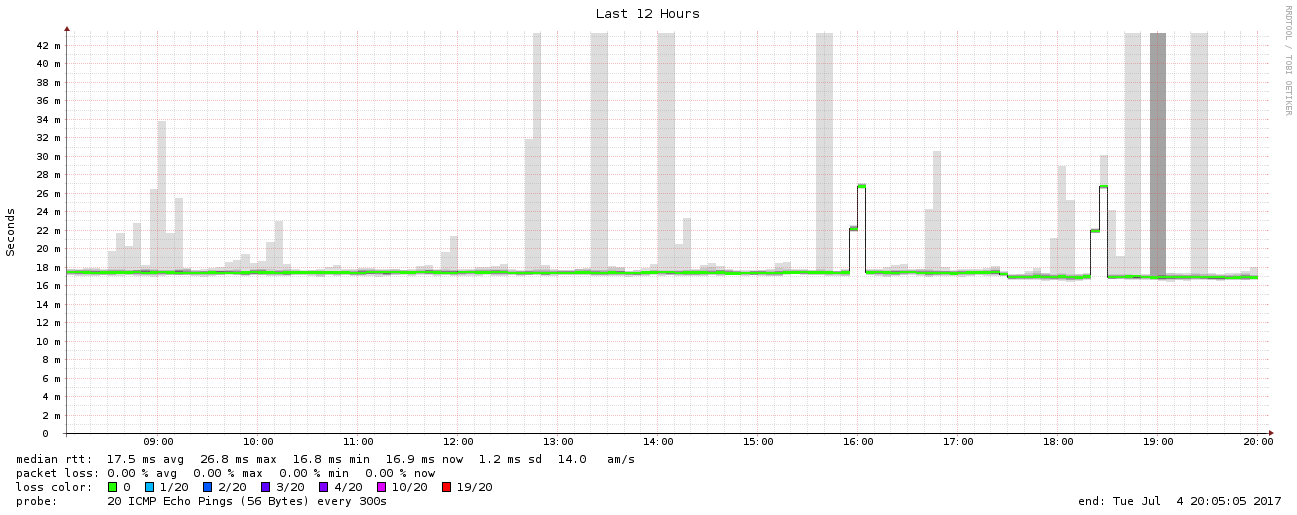 Last 12 Hours
RRDTOOL / TOBI OETIKER
Seconds
42 m
40 m
38 m
36 m
34 m
32 m
30 m
28 m
26 m
24 m
22 m
20 m
18 m
16 m
14 m
12 m
10 m
8 m
6 m
4 m
2 m
0
09:00 10:00 11:00 12:00 13:00 14:00 15:00 16:00 17:00 18:00 19:00 20:00
median rtt: 17.5 ms avg 26.8 ms max 16.8 ms min 16.9 ms now 1.2 ms sd 14.0 am/s
packet loss: 0.00 % avg 0.00 % max 0.00 % min 0.00 % now
loss color: 0 1/20 2/20 3/20 4/20 10/20 19/20
probe: 20 ICMP Echo Pings (56 Bytes) every 300s end: Tue Jul 4 20:05:05 2017